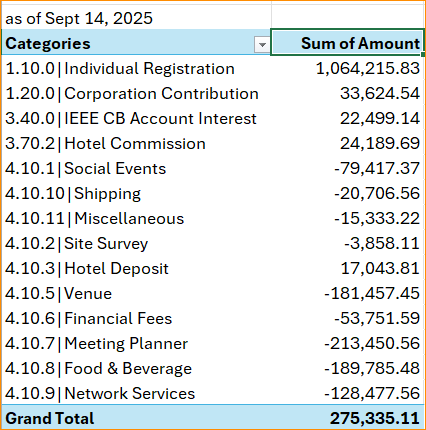 as of Sept 14, 2025
Categories Sum of Amount
1.10.0|Individual Registration 1,064,215.83
1.20.0|Corporation Contribution 33,624.54
3.40.0|IEEE CB Account Interest 22,499.14
3.70.2|Hotel Commission 24,189.69
4.10.1|Social Events -79,417.37
4.10.10|Shipping -20,706.56
4.10.11|Miscellaneous -15,333.22
4.10.2|Site Survey -3,858.11
4.10.3|Hotel Deposit 17,043.81
4.10.5|Venue -181,457.45
4.10.6|Financial Fees -53,751.59
4.10.7|Meeting Planner -213,450.56
4.10.8|Food & Beverage -189,785.48
4.10.9|Network Services -128,477.56
Grand Total 275,335.11